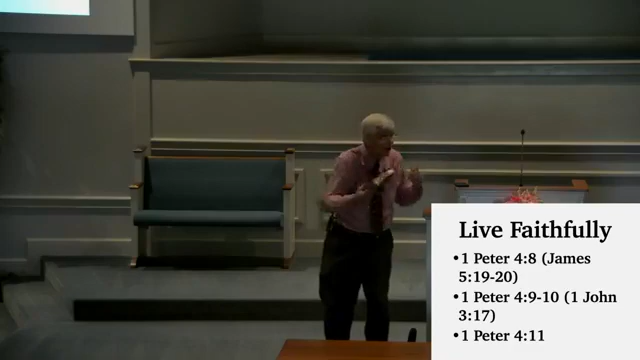 Live Faithfully
•1 Peter 4:8 (James
5:19-20)
•1 Peter 4:9-10 (1 John
3:17)
•1 Peter 4:11